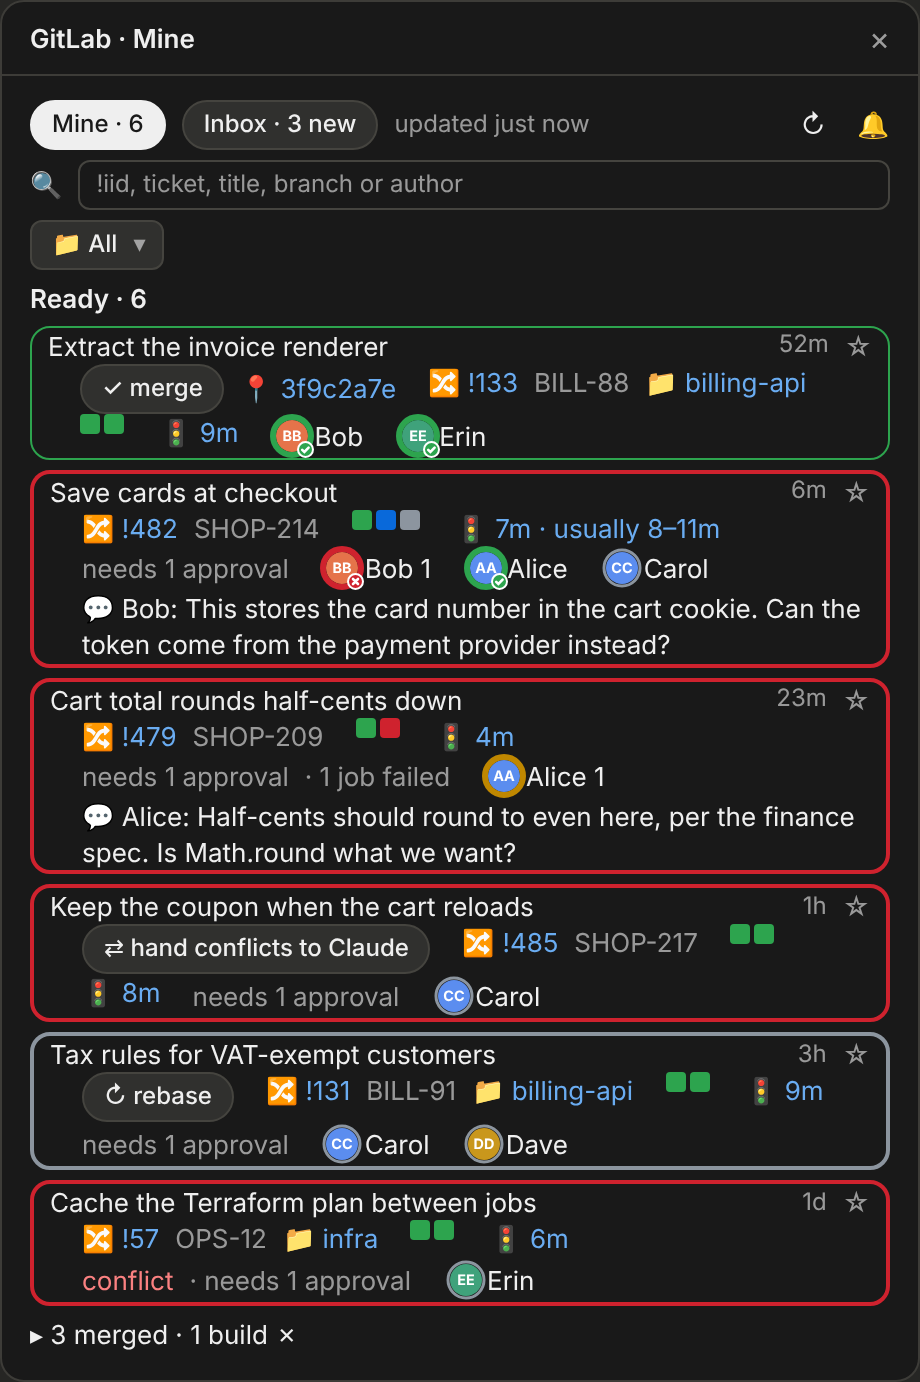 GitLab · Mine ×
Mine · 6 Inbox · 3 new updated just now ↻ 🔔
🔍 !iid, ticket, title, branch or author
📁 All ▾
Ready · 6
Extract the invoice renderer 52m ☆
✓ merge 📍 3f9c2a7e 🔀 !133 BILL-88 📁 billing-api
🚦 9m BB Bob EE Erin
Save cards at checkout 6m ☆
🔀 !482 SHOP-214 🚦 7m · usually 8–11m
needs 1 approval BB Bob 1 AA Alice CC Carol
💬 Bob: This stores the card number in the cart cookie. Can the
token come from the payment provider instead?
Cart total rounds half-cents down 23m ☆
🔀 !479 SHOP-209 🚦 4m
needs 1 approval · 1 job failed AA Alice 1
💬 Alice: Half-cents should round to even here, per the finance
spec. Is Math.round what we want?
Keep the coupon when the cart reloads 1h ☆
⇄ hand conflicts to Claude 🔀 !485 SHOP-217
🚦 8m needs 1 approval CC Carol
Tax rules for VAT-exempt customers 3h ☆
↻ rebase 🔀 !131 BILL-91 📁 billing-api 🚦 9m
needs 1 approval CC Carol DD Dave
Cache the Terraform plan between jobs 1d ☆
🔀 !57 OPS-12 📁 infra 🚦 6m
conflict · needs 1 approval EE Erin
▸ 3 merged · 1 build ×